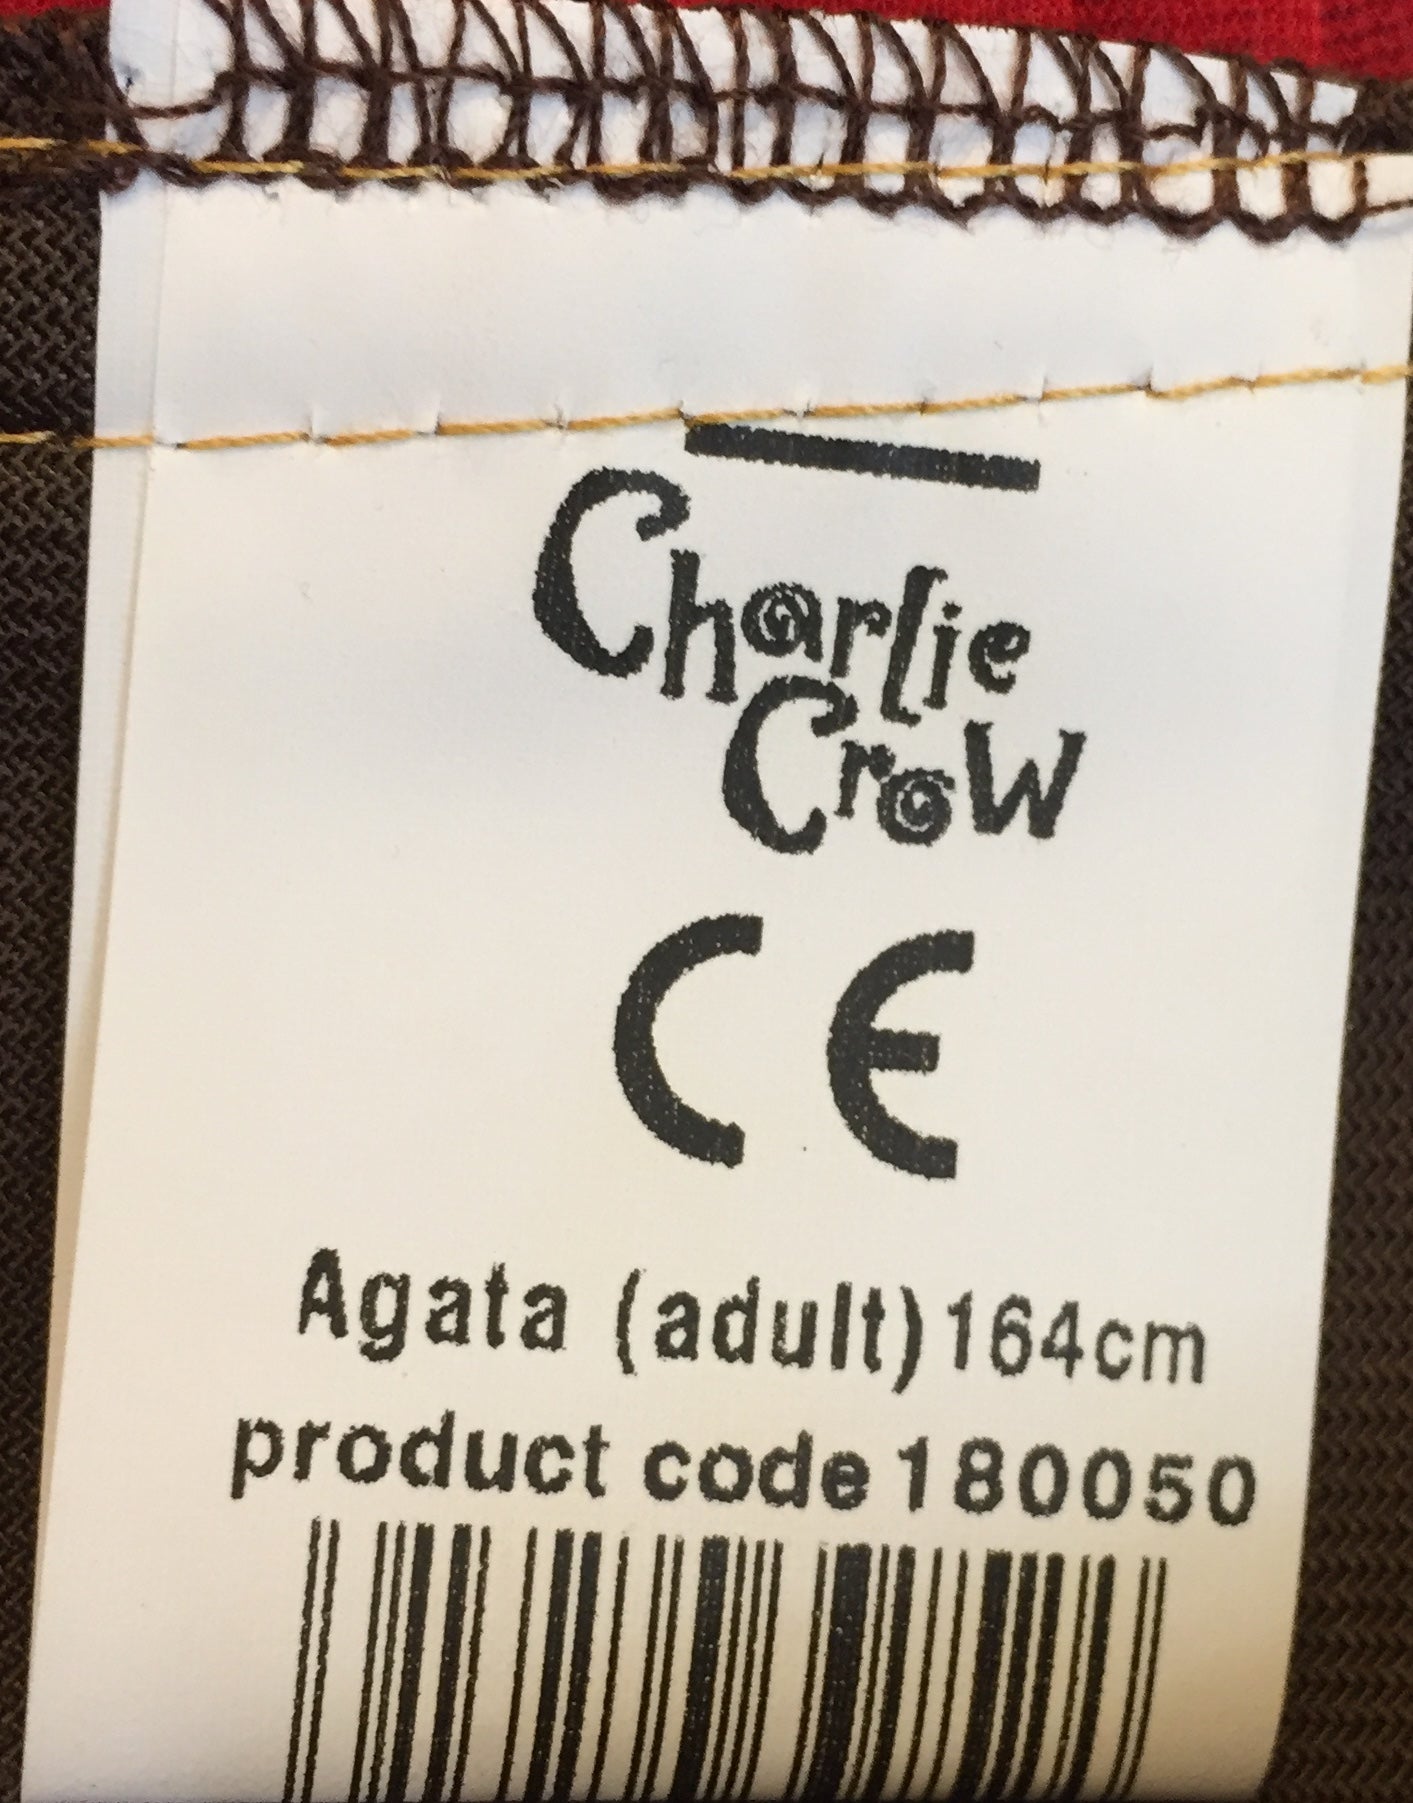 Charlie
Crow
CE
Agata (adult) 164cm
product code 180050